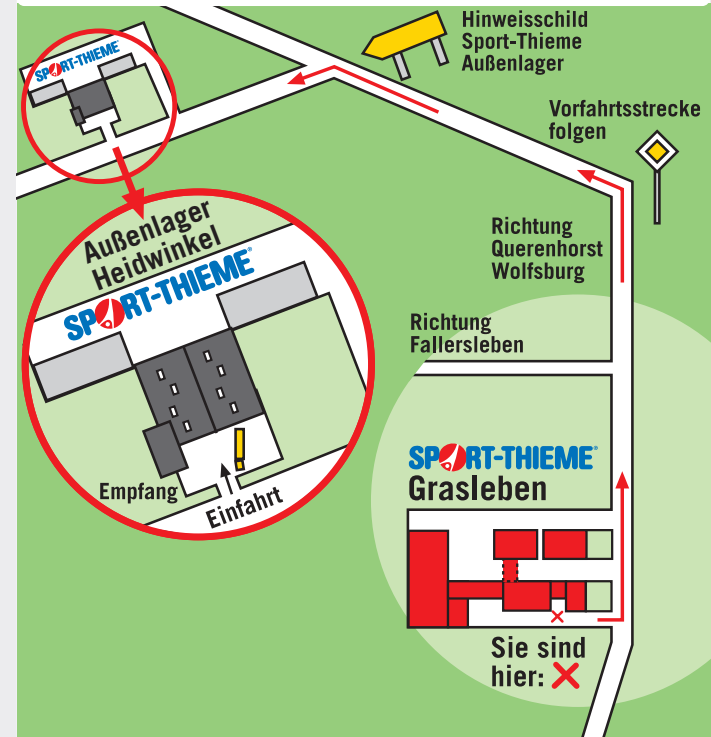 Hinweisschild
Sport-Thieme
Außenlager
SPORT-THIEME®
Vorfahrtsstrecke
folgen
Außenlager
Heidwinkel
SPORT-THIEME®
Richtung
Querenhorst
Wolfsburg
Richtung
Fallersleben
SPORT-THIEME®
Grasleben
Empfang
Einfahrt
Sie sind
hier: